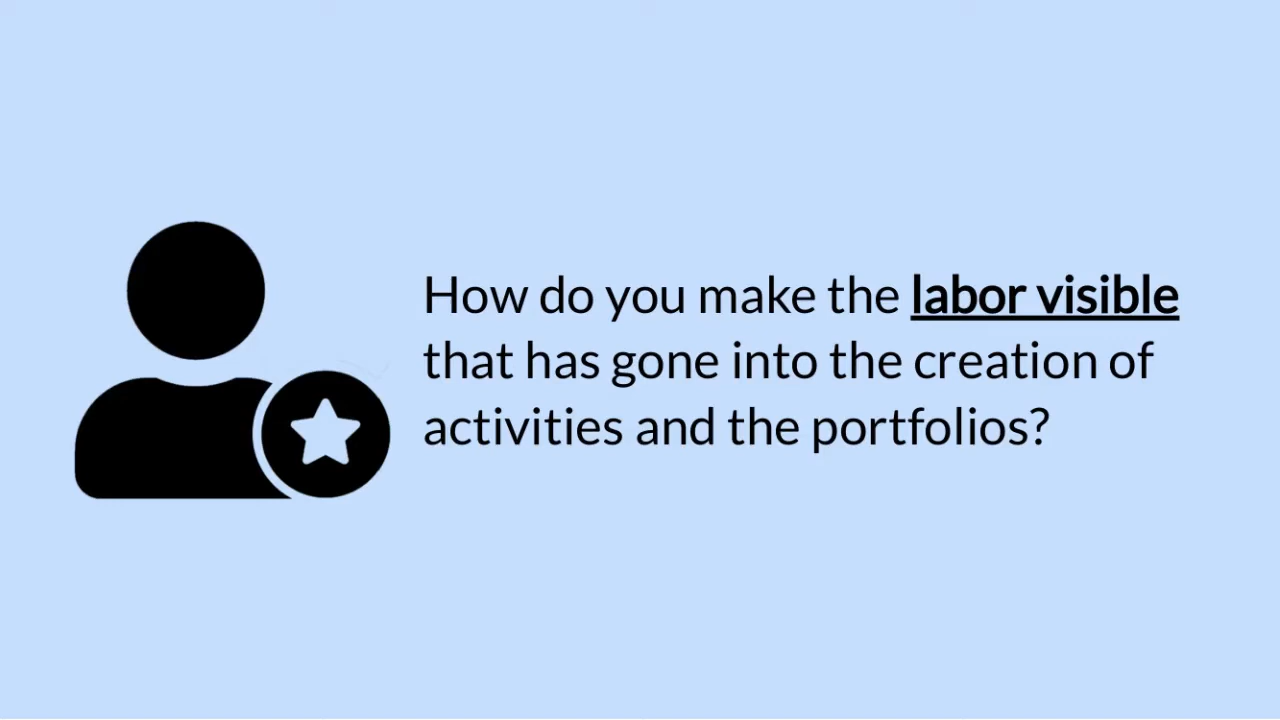 How do you make the labor visible
that has gone into the creation of
activities and the portfolios?